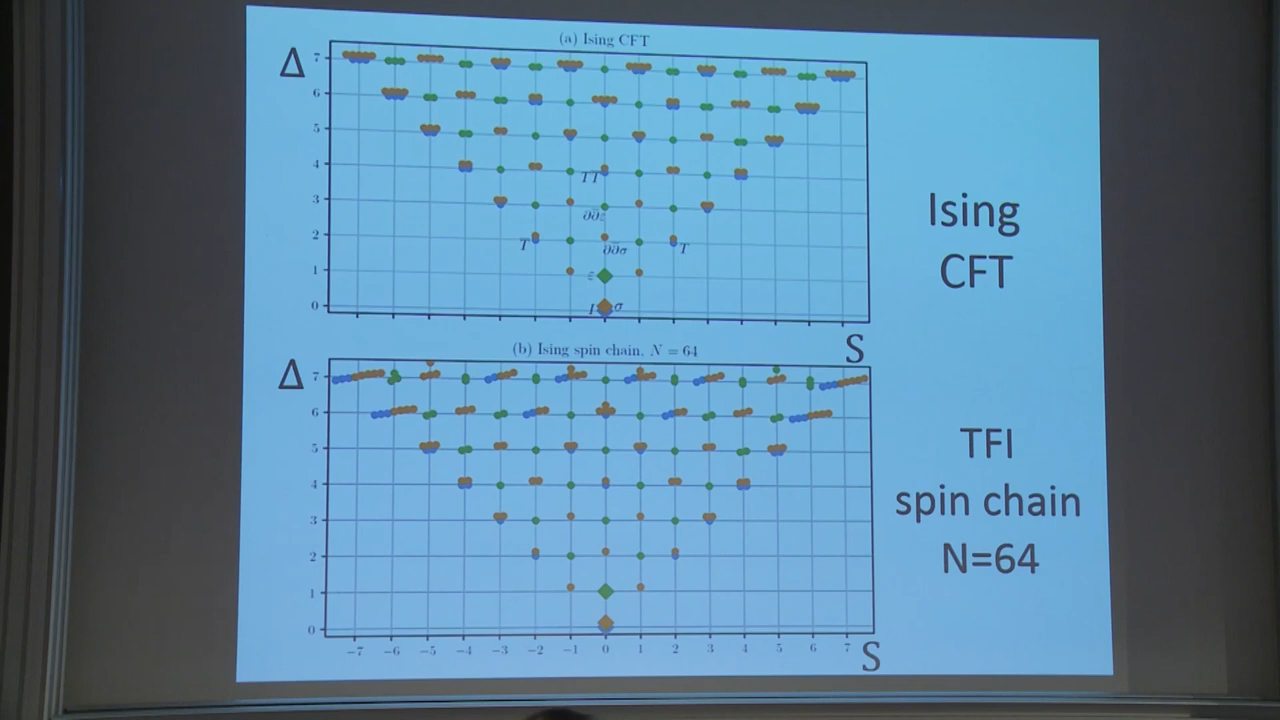 (a) Ising CFT
Δ
7
6
5
4
3
2
1
0
TT
T
∂∂̄σ
T
ε
I
σ
S
Ising
CFT
(b) Ising spin chain, N = 64
Δ
7
6
5
4
3
2
1
0
−7 −6 −5 −4 −3 −2 −1 0 1 2 3 4 5 6 7
S
TFI
spin chain
N=64